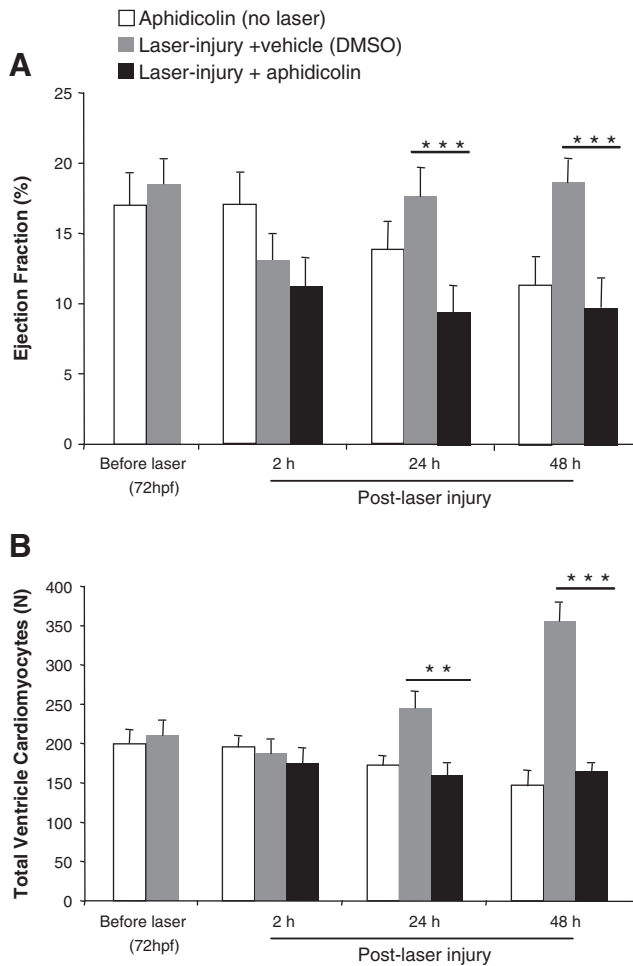 Aphidicolin (no laser)
Laser-injury +vehicle (DMSO)
Laser-injury + aphidicolin
A
Ejection Fraction (%)
25
20
15
10
5
0
* * *
* * *
Before laser 2 h 24 h 48 h
(72hpf)
Post-laser injury
B
Total Ventricle Cardiomyocytes (N)
400
350
300
250
200
150
100
50
0
* *
* * *
Before laser 2 h 24 h 48 h
(72hpf)
Post-laser injury